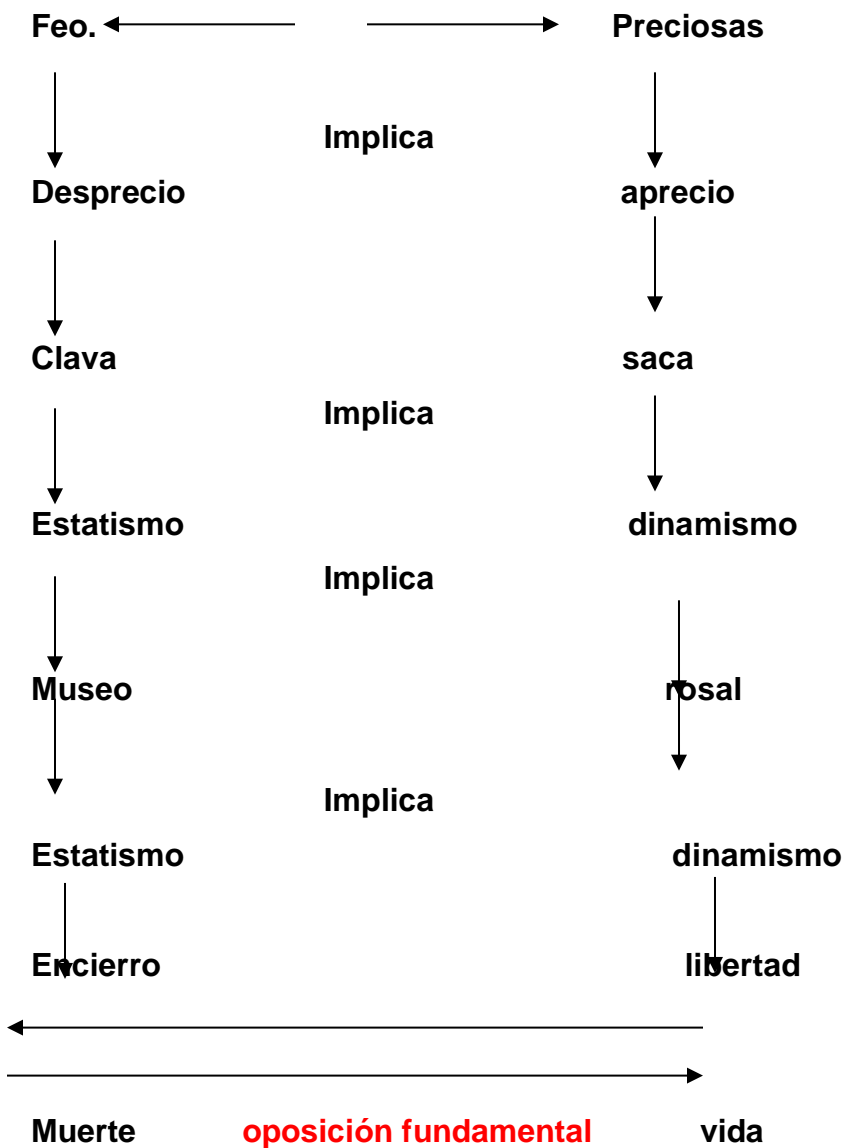 Feo. Preciosas
Implica
Desprecio aprecio
Clava saca
Implica
Estatismo dinamismo
Implica
Museo rosal
Implica
Estatismo dinamismo
Encierro libertad
Muerte oposición fundamental vida